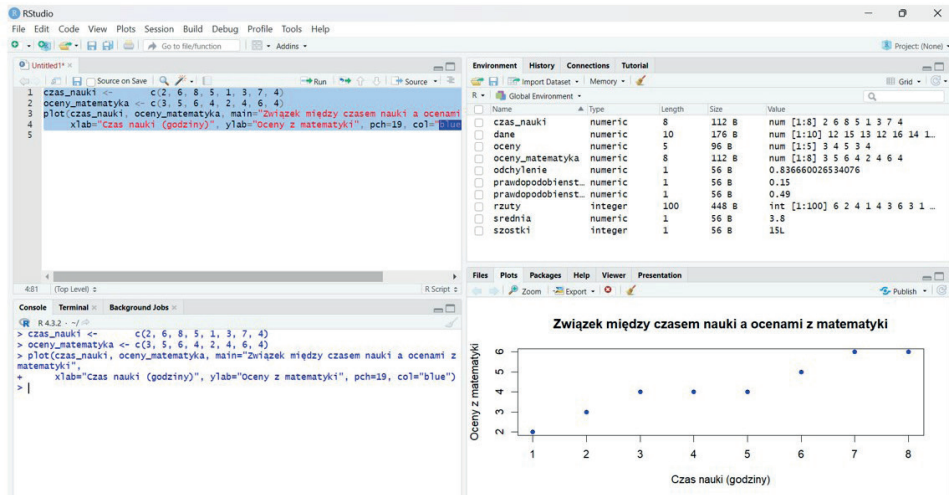 RStudio
File Edit Code View Plots Session Build Debug Profile Tools Help
Go to file/function Addins
Project: (None)
Untitled1*
Source on Save Run Source
1 czas_nauki <- c(2, 6, 8, 5, 1, 3, 7, 4)
2 oceny_matematyka <- c(3, 5, 6, 4, 2, 4, 6, 4)
3 plot(czas_nauki, oceny_matematyka, main="Związek między czasem nauki a ocenami
4 xlab="Czas nauki (godziny)", ylab="Oceny z matematyki", pch=19, col="blue
5
4:81 (Top Level) R Script
Console Terminal Background Jobs
R 4.3.2 · ~/
> czas_nauki <- c(2, 6, 8, 5, 1, 3, 7, 4)
> oceny_matematyka <- c(3, 5, 6, 4, 2, 4, 6, 4)
> plot(czas_nauki, oceny_matematyka, main="Związek między czasem nauki a ocenami z
matematyki",
+ xlab="Czas nauki (godziny)", ylab="Oceny z matematyki", pch=19, col="blue")
>
Environment History Connections Tutorial
Import Dataset Memory Grid
R Global Environment
Name Type Length Size Value
czas_nauki numeric 8 112 B num [1:8] 2 6 8 5 1 3 7 4
dane numeric 10 176 B num [1:10] 12 15 13 12 16 14 1…
oceny numeric 5 96 B num [1:5] 3 4 5 3 4
oceny_matematyka numeric 8 112 B num [1:8] 3 5 6 4 2 4 6 4
odchylenie numeric 1 56 B 0.836660026534076
prawdopodobienst… numeric 1 56 B 0.15
prawdopodobienst… numeric 1 56 B 0.49
rzuty integer 100 448 B int [1:100] 6 2 4 1 4 3 6 3 1 …
srednia numeric 1 56 B 3.8
szostki integer 1 56 B 15L
Files Plots Packages Help Viewer Presentation
Zoom Export Publish
Związek między czasem nauki a ocenami z matematyki
Oceny z matematyki
6
5
4
3
2
1 2 3 4 5 6 7 8
Czas nauki (godziny)